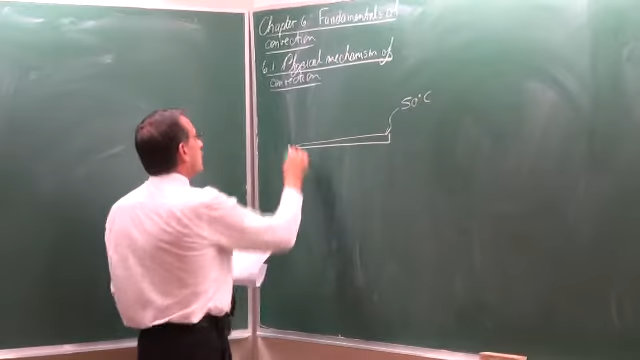 Chapter 6: Fundamentals of
convection
6.1 Physical mechanism of
convection
50°C